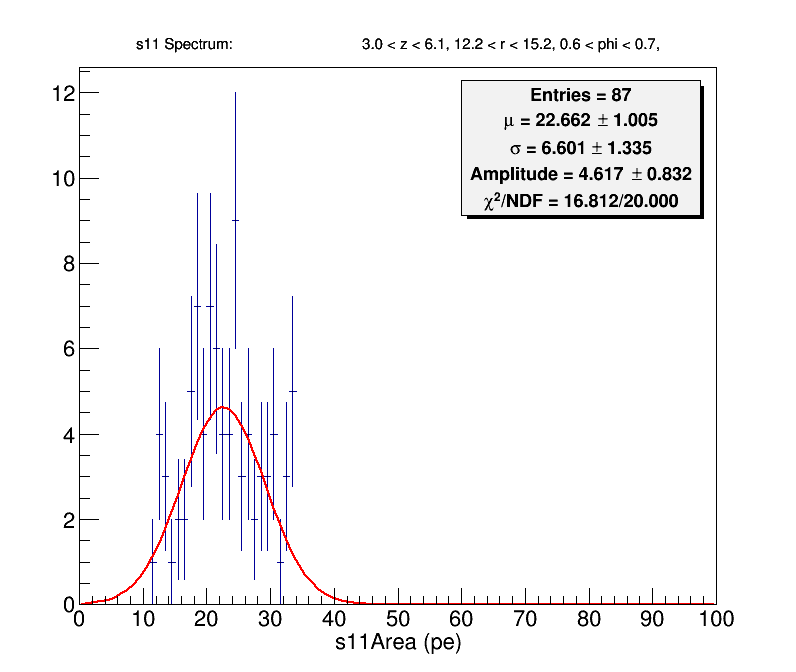 s11 Spectrum: 3.0 < z < 6.1, 12.2 < r < 15.2, 0.6 < phi < 0.7,
Entries = 87
μ = 22.662 ± 1.005
σ = 6.601 ± 1.335
Amplitude = 4.617 ± 0.832
χ²/NDF = 16.812/20.000
12
10
8
6
4
2
0
0 10 20 30 40 50 60 70 80 90 100
s11Area (pe)